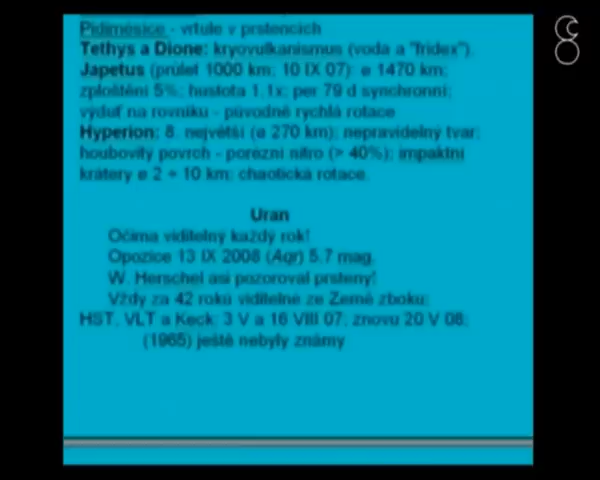 Pidiměsíce - vrtule v prstencích
Tethys a Dione: kryovulkanismus (voda a "fridex").
Japetus (průlet 1000 km; 10 IX 07): ø 1470 km;
zploštění 5%; hustota 1,1x; per 79 d synchronní;
výduť na rovníku - původně rychlá rotace
Hyperion: 8. největší (ø 270 km); nepravidelný tvar;
houbovitý povrch - porézní nitro (> 40%); impaktní
krátery ø 2 ÷ 10 km; chaotická rotace.
Uran
Očima viditelný každý rok!
Opozice 13 IX 2008 (Aqr) 5,7 mag.
W. Herschel asi pozoroval prsteny!
Vždy za 42 roků viditelné ze Země zboku;
HST, VLT a Keck: 3 V a 16 VIII 07; znovu 20 V 08;
(1965) ještě nebyly známy